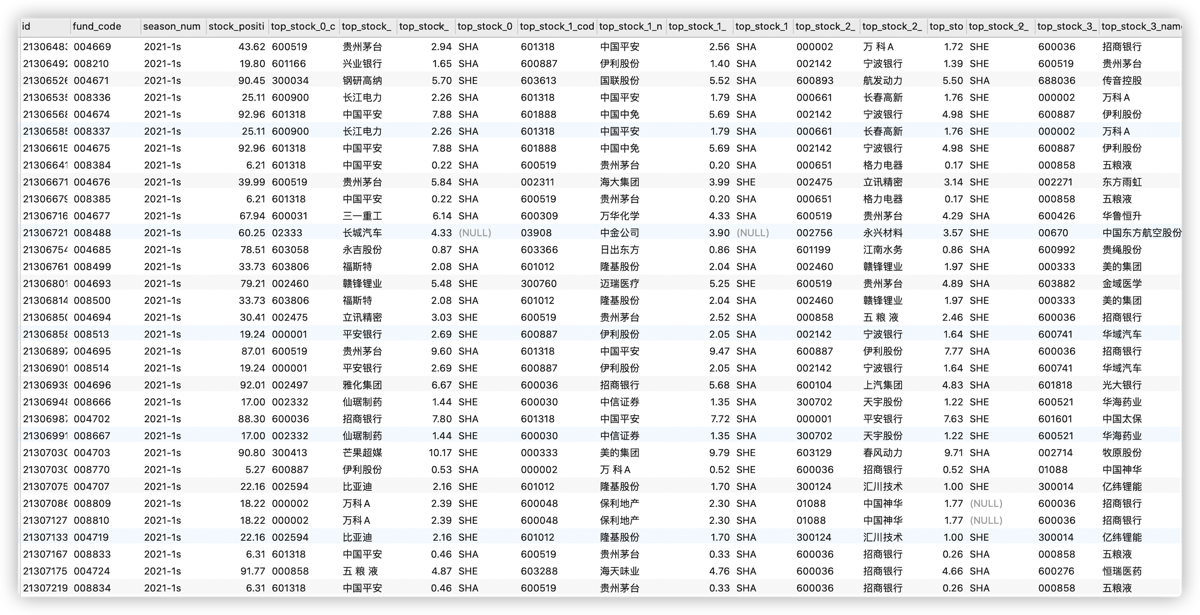 id fund_code season_num stock_positi top_stock_0_c top_stock_ top_stock_ top_stock_0 top_stock_1_cod top_stock_1_n top_stock_1_ top_stock_1 top_stock_2_ top_stock_2_ top_sto top_stock_2_ top_stock_3_ top_stock_3_name
004669 2021-1s 43.62 600519 贵州茅台 2.94 SHA 601318 中国平安 2.56 SHA 000002 万 科A 1.72 SHE 600036 招商银行
008210 2021-1s 19.80 601166 兴业银行 1.65 SHA 600887 伊利股份 1.40 SHA 002142 宁波银行 1.39 SHE 600519 贵州茅台
2130652 004671 2021-1s 90.45 300034 钢研高纳 5.70 SHE 603613 国联股份 5.52 SHA 600893 航发动力 5.50 SHA 688036 传音控股
2130653 008336 2021-1s 25.11 600900 长江电力 2.26 SHA 601318 中国平安 1.79 SHA 000661 长春高新 1.76 SHE 000002 万科A
2130656 004674 2021-1s 92.96 601318 中国平安 7.88 SHA 601888 中国中免 5.69 SHA 002142 宁波银行 4.98 SHE 600887 伊利股份
2130658 008337 2021-1s 25.11 600900 长江电力 2.26 SHA 601318 中国平安 1.79 SHA 000661 长春高新 1.76 SHE 000002 万科A
2130661 004675 2021-1s 92.96 601318 中国平安 7.88 SHA 601888 中国中免 5.69 SHA 002142 宁波银行 4.98 SHE 600887 伊利股份
2130664 008384 2021-1s 6.21 601318 中国平安 0.22 SHA 600519 贵州茅台 0.20 SHA 000651 格力电器 0.17 SHE 000858 五粮液
21306671 004676 2021-1s 39.99 600519 贵州茅台 5.84 SHA 002311 海大集团 3.99 SHE 002475 立讯精密 3.14 SHE 002271 东方雨虹
2130667 008385 2021-1s 6.21 601318 中国平安 0.22 SHA 600519 贵州茅台 0.20 SHA 000651 格力电器 0.17 SHE 000858 五粮液
21306716 004677 2021-1s 67.94 600031 三一重工 6.14 SHA 600309 万华化学 4.33 SHA 600519 贵州茅台 4.29 SHA 600426 华鲁恒升
21306721 008488 2021-1s 60.25 02333 长城汽车 4.33 (NULL) 03908 中金公司 3.90 (NULL) 002756 永兴材料 3.57 SHE 00670 中国东方航空股份
2130675 004685 2021-1s 78.51 603058 永吉股份 0.87 SHA 603366 日出东方 0.86 SHA 601199 江南水务 0.86 SHA 600992 贵绳股份
21306761 008499 2021-1s 33.73 603806 福斯特 2.08 SHA 601012 隆基股份 2.04 SHA 002460 赣锋锂业 1.97 SHE 000333 美的集团
2130680 004693 2021-1s 79.21 002460 赣锋锂业 5.48 SHE 300760 迈瑞医疗 5.25 SHE 600519 贵州茅台 4.89 SHA 603882 金域医学
2130681 008500 2021-1s 33.73 603806 福斯特 2.08 SHA 601012 隆基股份 2.04 SHA 002460 赣锋锂业 1.97 SHE 000333 美的集团
2130685 004694 2021-1s 30.41 002475 立讯精密 3.03 SHE 600519 贵州茅台 2.52 SHA 000858 五 粮 液 2.46 SHE 600036 招商银行
2130685 008513 2021-1s 19.24 000001 平安银行 2.69 SHE 600887 伊利股份 2.05 SHA 002142 宁波银行 1.64 SHE 600741 华域汽车
2130689 004695 2021-1s 87.01 600519 贵州茅台 9.60 SHA 601318 中国平安 9.47 SHA 600887 伊利股份 7.77 SHA 600036 招商银行
2130690 008514 2021-1s 19.24 000001 平安银行 2.69 SHE 600887 伊利股份 2.05 SHA 002142 宁波银行 1.64 SHE 600741 华域汽车
2130693 004696 2021-1s 92.01 002497 雅化集团 6.67 SHE 600036 招商银行 5.68 SHA 600104 上汽集团 4.83 SHA 601818 光大银行
2130694 008666 2021-1s 17.00 002332 仙琚制药 1.44 SHE 600030 中信证券 1.35 SHA 300702 天宇股份 1.22 SHE 600521 华海药业
2130698 004702 2021-1s 88.30 600036 招商银行 7.80 SHA 601318 中国平安 7.72 SHA 000001 平安银行 7.63 SHE 601601 中国太保
2130699 008667 2021-1s 17.00 002332 仙琚制药 1.44 SHE 600030 中信证券 1.35 SHA 300702 天宇股份 1.22 SHE 600521 华海药业
2130703 004703 2021-1s 90.80 300413 芒果超媒 10.17 SHE 000333 美的集团 9.79 SHE 603129 春风动力 9.71 SHA 002714 牧原股份
2130703 008770 2021-1s 5.27 600887 伊利股份 0.53 SHA 000002 万 科A 0.52 SHE 600036 招商银行 0.52 SHA 01088 中国神华
2130707 004707 2021-1s 22.16 002594 比亚迪 2.16 SHE 601012 隆基股份 1.70 SHA 300124 汇川技术 1.00 SHE 300014 亿纬锂能
2130708 008809 2021-1s 18.22 000002 万科A 2.39 SHE 600048 保利地产 2.30 SHA 01088 中国神华 1.77 (NULL) 600036 招商银行
21307127 008810 2021-1s 18.22 000002 万科A 2.39 SHE 600048 保利地产 2.30 SHA 01088 中国神华 1.77 (NULL) 600036 招商银行
21307133 004719 2021-1s 22.16 002594 比亚迪 2.16 SHE 601012 隆基股份 1.70 SHA 300124 汇川技术 1.00 SHE 300014 亿纬锂能
21307167 008833 2021-1s 6.31 601318 中国平安 0.46 SHA 600519 贵州茅台 0.33 SHA 600036 招商银行 0.26 SHA 000858 五粮液
21307175 004724 2021-1s 91.77 000858 五 粮 液 4.87 SHE 603288 海天味业 4.76 SHA 600036 招商银行 4.66 SHA 600276 恒瑞医药
21307219 008834 2021-1s 6.31 601318 中国平安 0.46 SHA 600519 贵州茅台 0.33 SHA 600036 招商银行 0.26 SHA 000858 五粮液